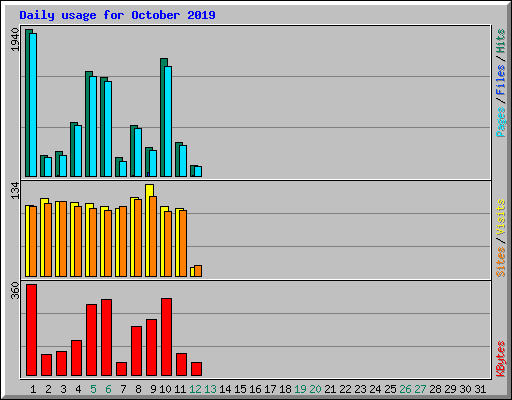 Daily usage for October 2019
1940
Pages / Files / Hits
134
Sites / Visits
360
KBytes
1 2 3 4 5 6 7 8 9 10 11 12 13 14 15 16 17 18 19 20 21 22 23 24 25 26 27 28 29 30 31